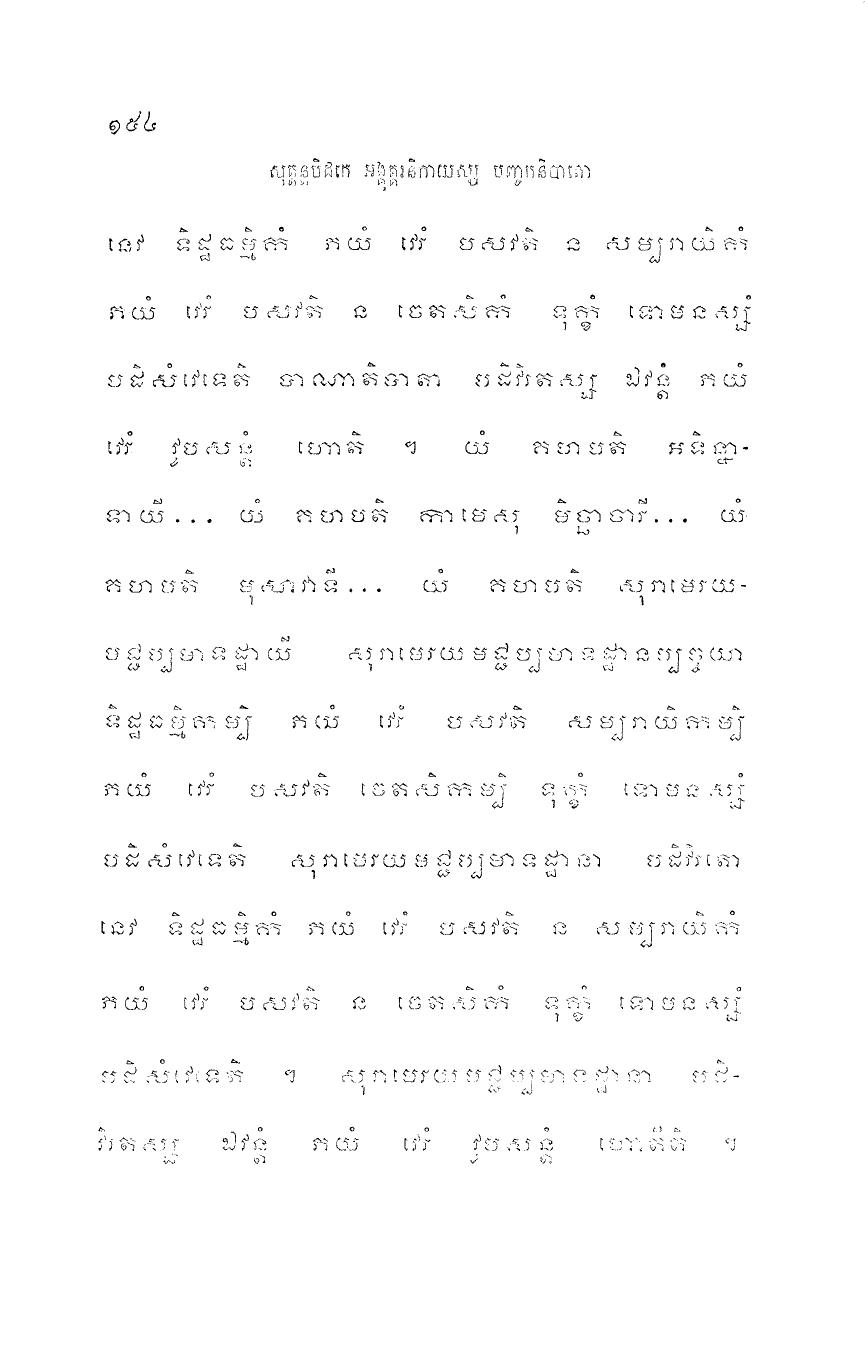 ១៥៤
សុត្តន្តបិដកេ អង្គុត្តរនិកាយស្ស បញ្ចកនិបាតោ
នេវ ទិដ្ឋធម្មិកំ ភយំ វេរំ បសវតិ ន សម្បរាយិកំ
ភយំ វេរំ បសវតិ ន ចេតសិកំ ទុក្ខំ ទោមនស្សំ
បដិសំវេទេតិ បាណាតិបាតា បដិវិរតស្ស ឯវន្តំ ភយំ
វេរំ វូបសន្តំ ហោតិ ។ យំ គហបតិ អទិន្នា-
ទាយី... យំ គហបតិ កាមេសុ មិច្ឆាចារី... យំ
គហបតិ មុសាវាទី... យំ គហបតិ សុរាមេរយ-
មជ្ជប្បមាទដ្ឋាយី សុរាមេរយមជ្ជប្បមាទដ្ឋានប្បច្ចយា
ទិដ្ឋធម្មិកម្បិ ភយំ វេរំ បសវតិ សម្បរាយិកម្បិ
ភយំ វេរំ បសវតិ ចេតសិកម្បិ ទុក្ខំ ទោមនស្សំ
បដិសំវេទេតិ សុរាមេរយមជ្ជប្បមាទដ្ឋានា បដិវិរតោ
នេវ ទិដ្ឋធម្មិកំ ភយំ វេរំ បសវតិ ន សម្បរាយិកំ
ភយំ វេរំ បសវតិ ន ចេតសិកំ ទុក្ខំ ទោមនស្សំ
បដិសំវេទេតិ ។ សុរាមេរយមជ្ជប្បមាទដ្ឋានា បដិ-
វិរតស្ស ឯវន្តំ ភយំ វេរំ វូបសន្តំ ហោតីតិ ។